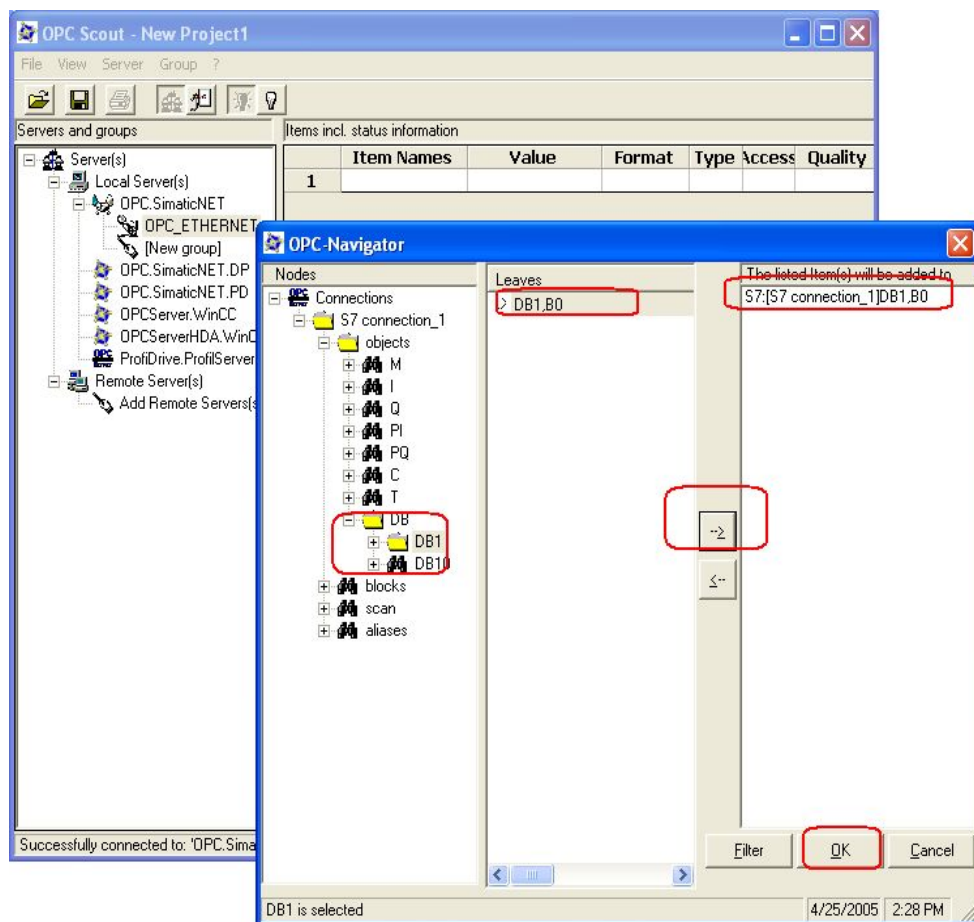 OPC Scout - New Project1
File View Server Group ?
Servers and groups
Items incl. status information
Item Names Value Format Type Access Quality
1
Server(s)
Local Server(s)
OPC.SimaticNET
OPC_ETHERNET
[New group]
OPC.SimaticNET.DP
OPC.SimaticNET.PD
OPCServer.WinCC
OPCServerHDA.WinC
ProfiDrive.ProfilServer
Remote Server(s)
Add Remote Servers(s
Successfully connected to: 'OPC.Sima
OPC-Navigator
Nodes
Connections
S7 connection_1
objects
M
I
Q
PI
PQ
C
T
DB
DB1
DB10
blocks
scan
aliases
Leaves
DB1,B0
-->
<--
The listed Item(s) will be added to
S7:[S7 connection_1]DB1,B0
Filter OK Cancel
DB1 is selected
4/25/2005 2:28 PM